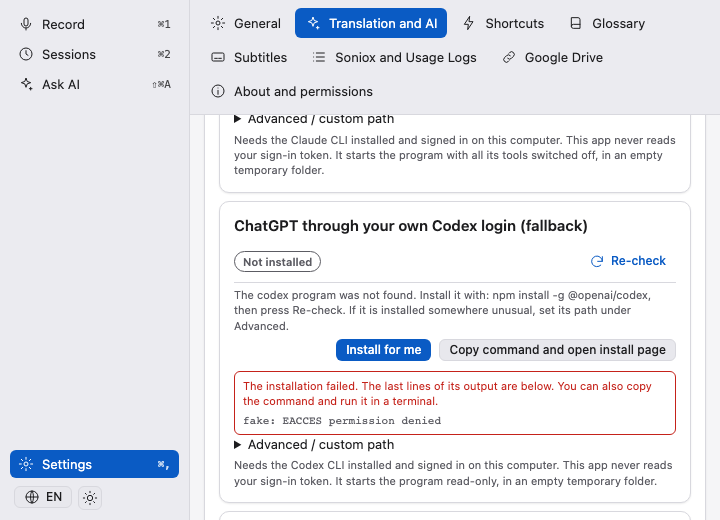 Record ⌘1
Sessions ⌘2
Ask AI ⇧⌘A
Settings ⌘,
EN
General
Translation and AI
Shortcuts
Glossary
Subtitles
Soniox and Usage Logs
Google Drive
About and permissions
Advanced / custom path
Needs the Claude CLI installed and signed in on this computer. This app never reads
your sign-in token. It starts the program with all its tools switched off, in an empty
temporary folder.
ChatGPT through your own Codex login (fallback)
Not installed
Re-check
The codex program was not found. Install it with: npm install -g @openai/codex,
then press Re-check. If it is installed somewhere unusual, set its path under
Advanced.
Install for me
Copy command and open install page
The installation failed. The last lines of its output are below. You can also copy
the command and run it in a terminal.
fake: EACCES permission denied
Advanced / custom path
Needs the Codex CLI installed and signed in on this computer. This app never reads
your sign-in token. It starts the program read-only, in an empty temporary folder.